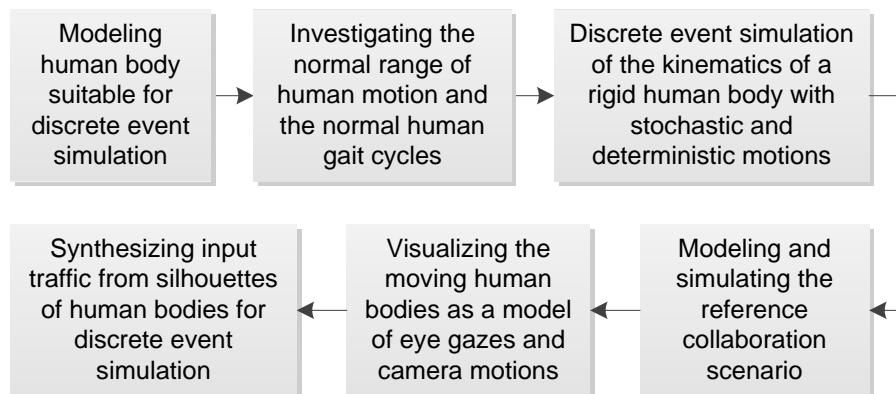 Modeling
human body
suitable for
discrete event
simulation
Investigating the
normal range of
human motion and
the normal human
gait cycles
Discrete event simulation
of the kinematics of a
rigid human body with
stochastic and
deterministic motions
Modeling and
simulating the
reference
collaboration
scenario
Visualizing the
moving human
bodies as a model
of eye gazes and
camera motions
Synthesizing input
traffic from silhouettes
of human bodies for
discrete event
simulation